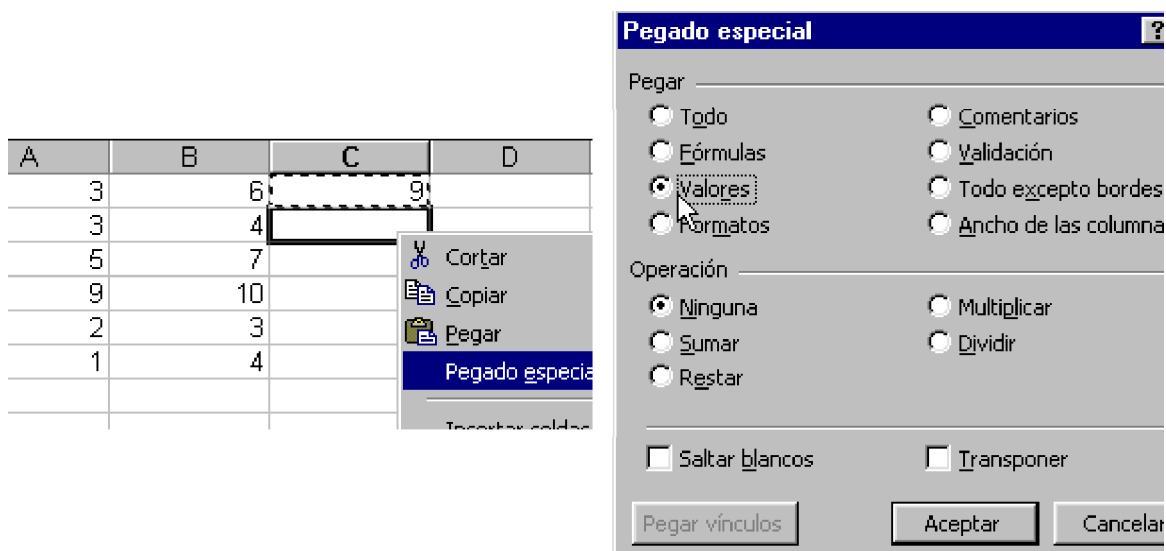 A B C D
3 6 9
3 4
5 7
9 10
2 3
1 4
Cortar
Copiar
Pegar
Pegado especia
Insertar celdas
Pegado especial ?
Pegar
Todo
Fórmulas
Valores
Formatos
Comentarios
Validación
Todo excepto bordes
Ancho de las columna
Operación
Ninguna
Sumar
Restar
Multiplicar
Dividir
Saltar blancos
Transponer
Pegar vínculos
Aceptar
Cancelar